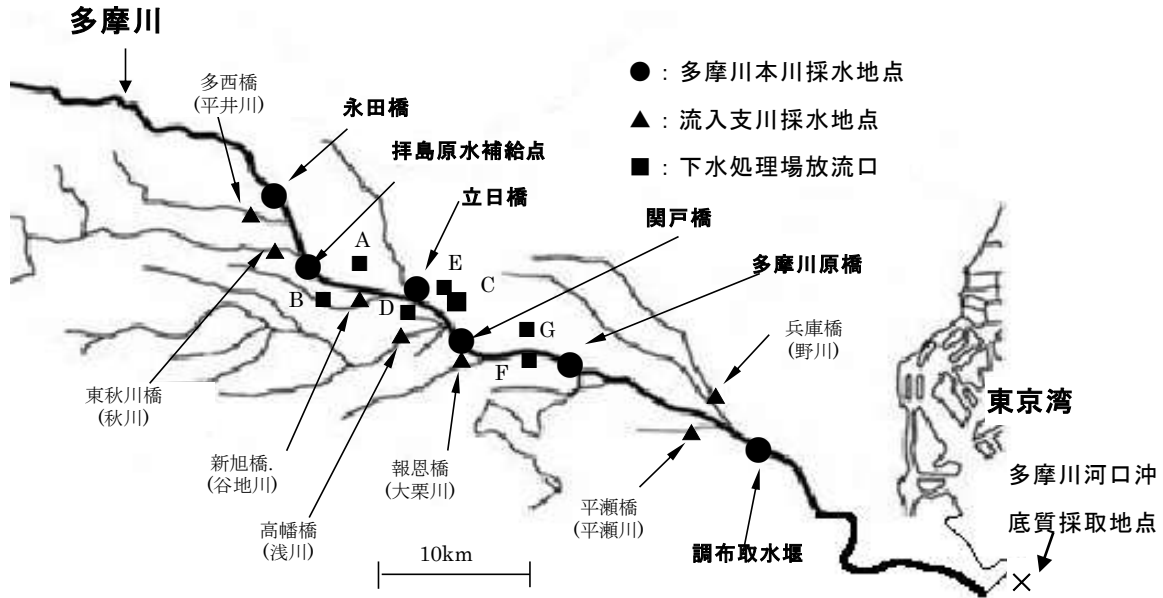 多摩川
多西橋
(平井川)
永田橋
拝島原水補給点
立日橋
関戸橋
多摩川原橋
● : 多摩川本川採水地点
▲ : 流入支川採水地点
■ : 下水処理場放流口
A
B
D
E
C
G
F
兵庫橋
(野川)
東京湾
東秋川橋
(秋川)
新旭橋.
(谷地川)
高幡橋
(浅川)
報恩橋
(大栗川)
平瀬橋
(平瀬川)
調布取水堰
多摩川河口沖
底質採取地点
10km